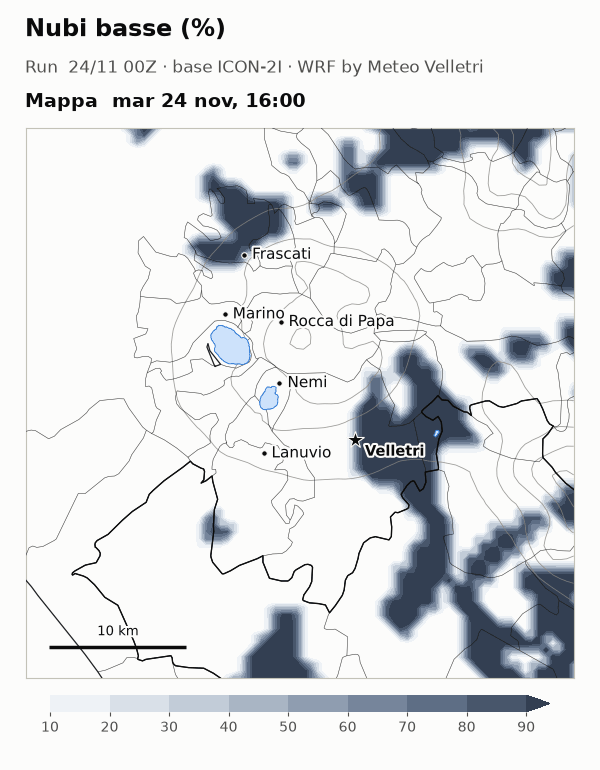 Nubi basse (%)
Run 24/11 00Z · base ICON-2I · WRF by Meteo Velletri
Mappa mar 24 nov, 16:00
Frascati
Marino
Rocca di Papa
Nemi
Velletri
Lanuvio
10 km
10 20 30 40 50 60 70 80 90